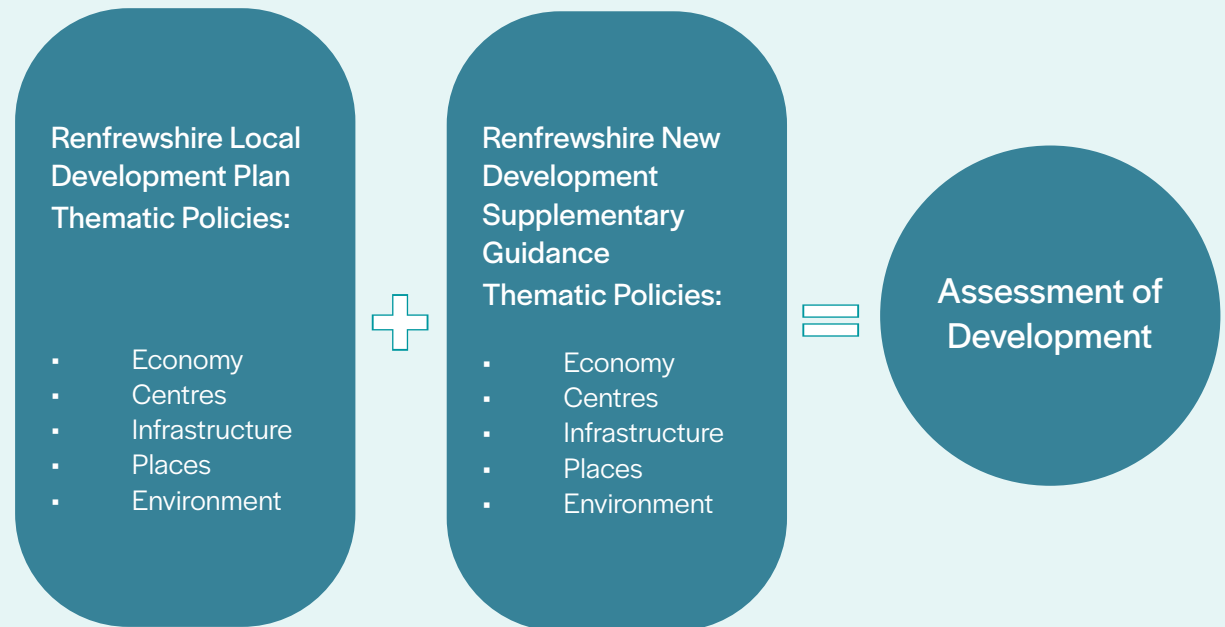 Renfrewshire Local
Development Plan
Thematic Policies:
▪ Economy
▪ Centres
▪ Infrastructure
▪ Places
▪ Environment
Renfrewshire New
Development
Supplementary
Guidance
Thematic Policies:
▪ Economy
▪ Centres
▪ Infrastructure
▪ Places
▪ Environment
Assessment of
Development